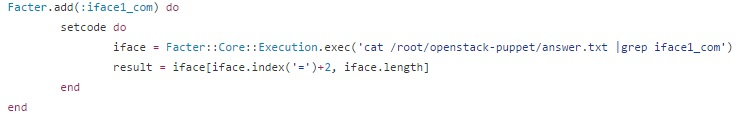 Facter.add(:iface1_com) do
setcode do
iface = Facter::Core::Execution.exec('cat /root/openstack-puppet/answer.txt |grep iface1_com')
result = iface[iface.index('=')+2, iface.length]
end
end